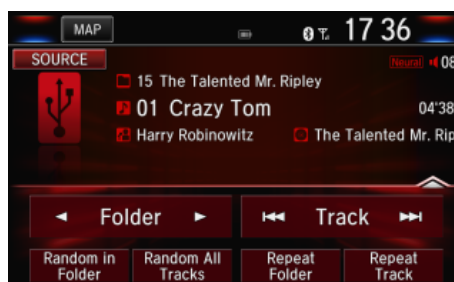 MAP 17 36
SOURCE Neural 08
15 The Talented Mr. Ripley
01 Crazy Tom 04'38
Harry Robinowitz The Talented Mr. Rip
Folder Track
Random in Folder Random All Tracks Repeat Folder Repeat Track